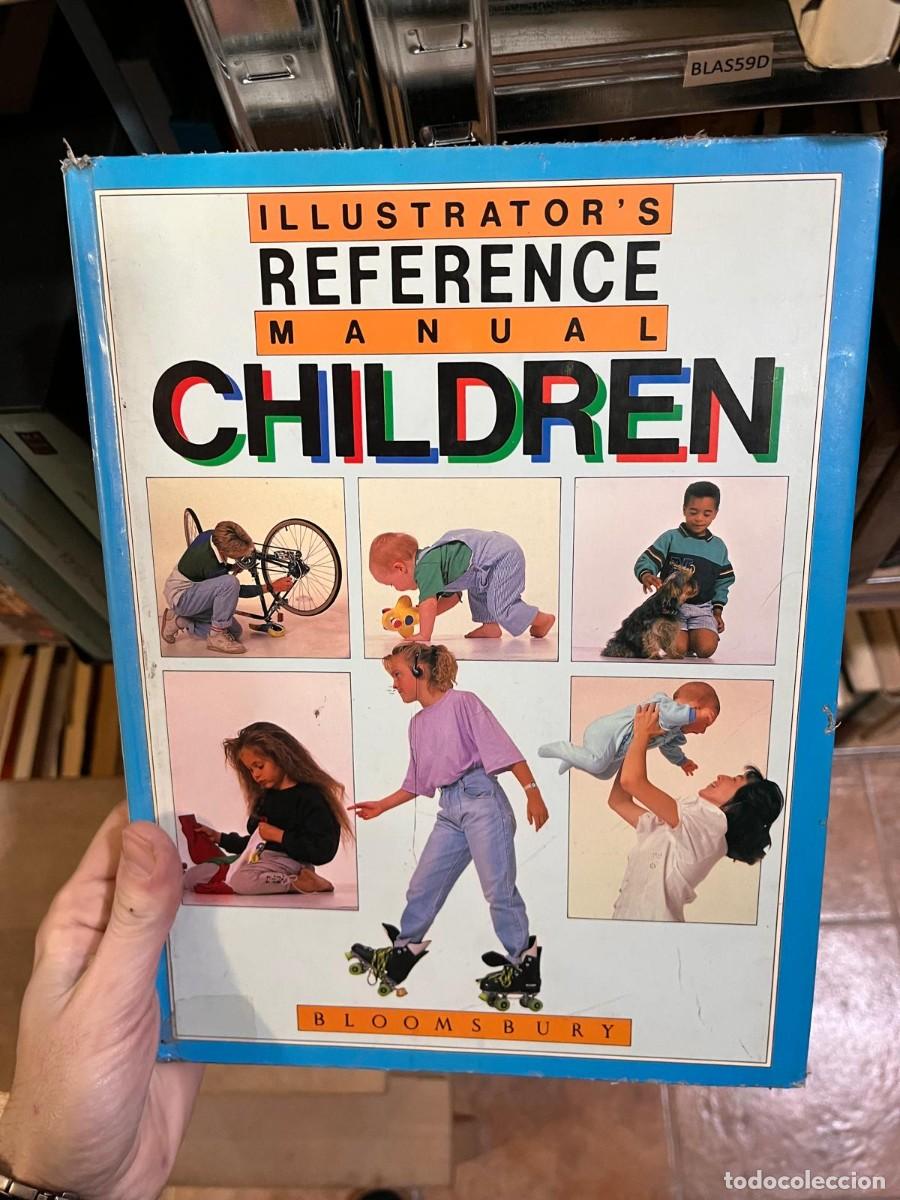 BLAS59D
ILLUSTRATOR'S
REFERENCE
MANUAL
CHILDREN
BLOOMSBURY
todocoleccion